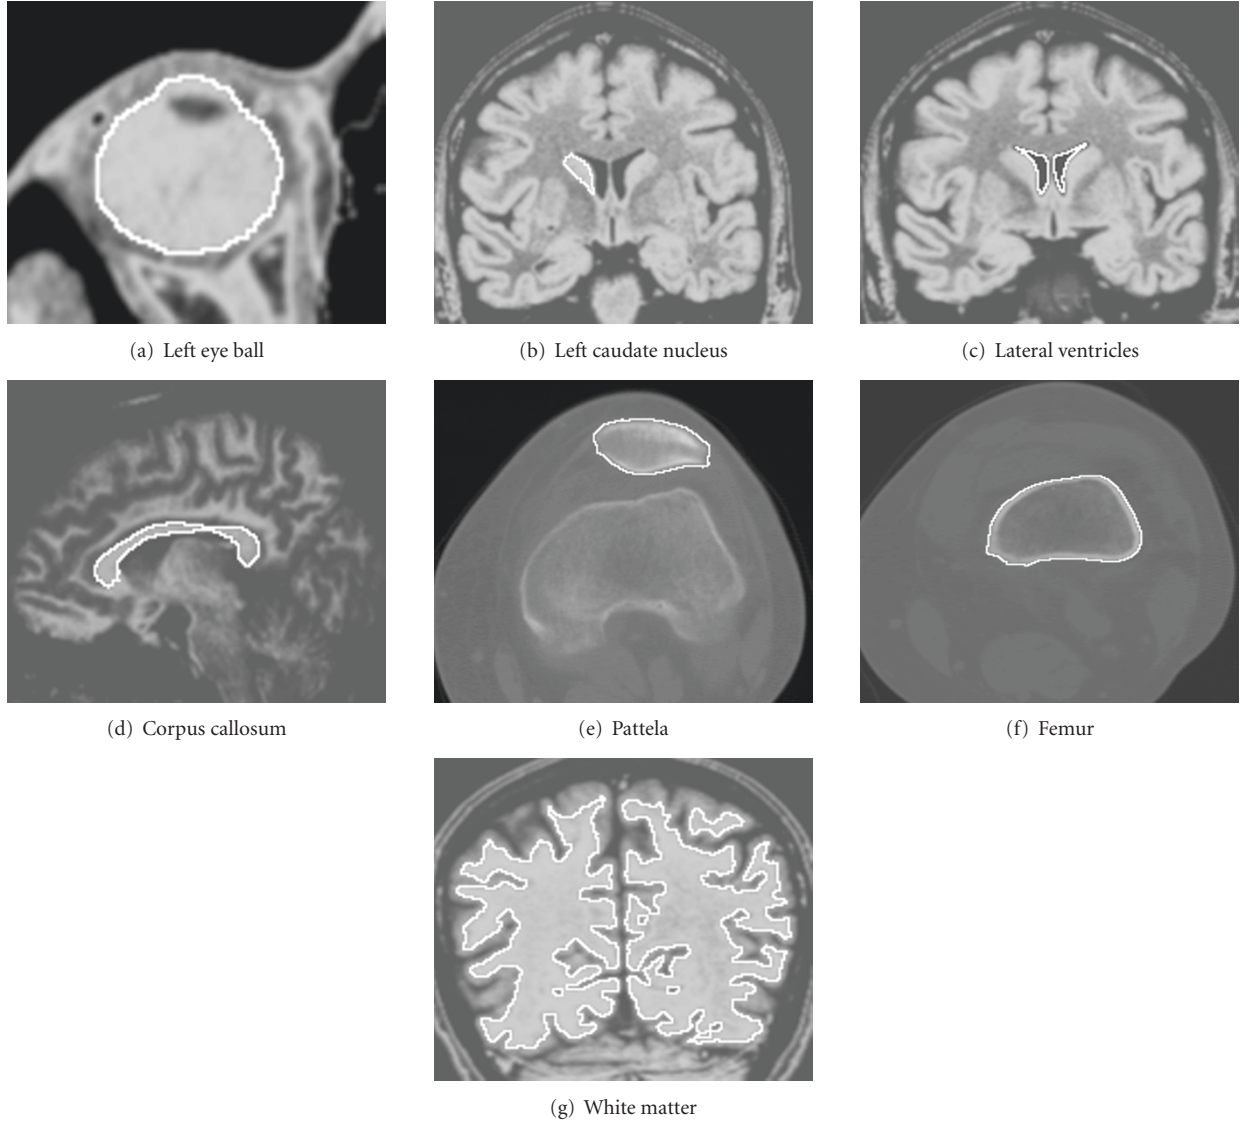 (a) Left eye ball
(b) Left caudate nucleus
(c) Lateral ventricles
(d) Corpus callosum
(e) Pattela
(f) Femur
(g) White matter